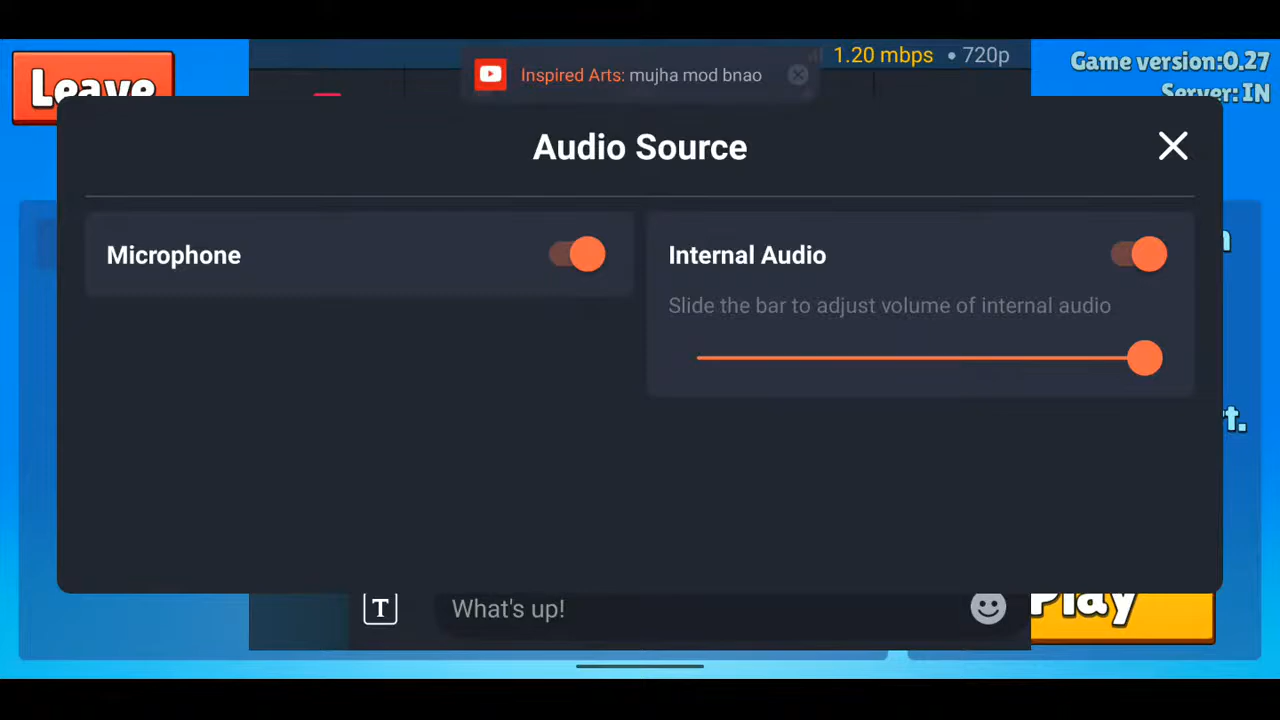 Leave
1.20 mbps • 720p
Inspired Arts: mujha mod bnao
Game version:0.27
Server: IN
Audio Source
Microphone
Internal Audio
Slide the bar to adjust volume of internal audio
t.
T
What's up!
Play